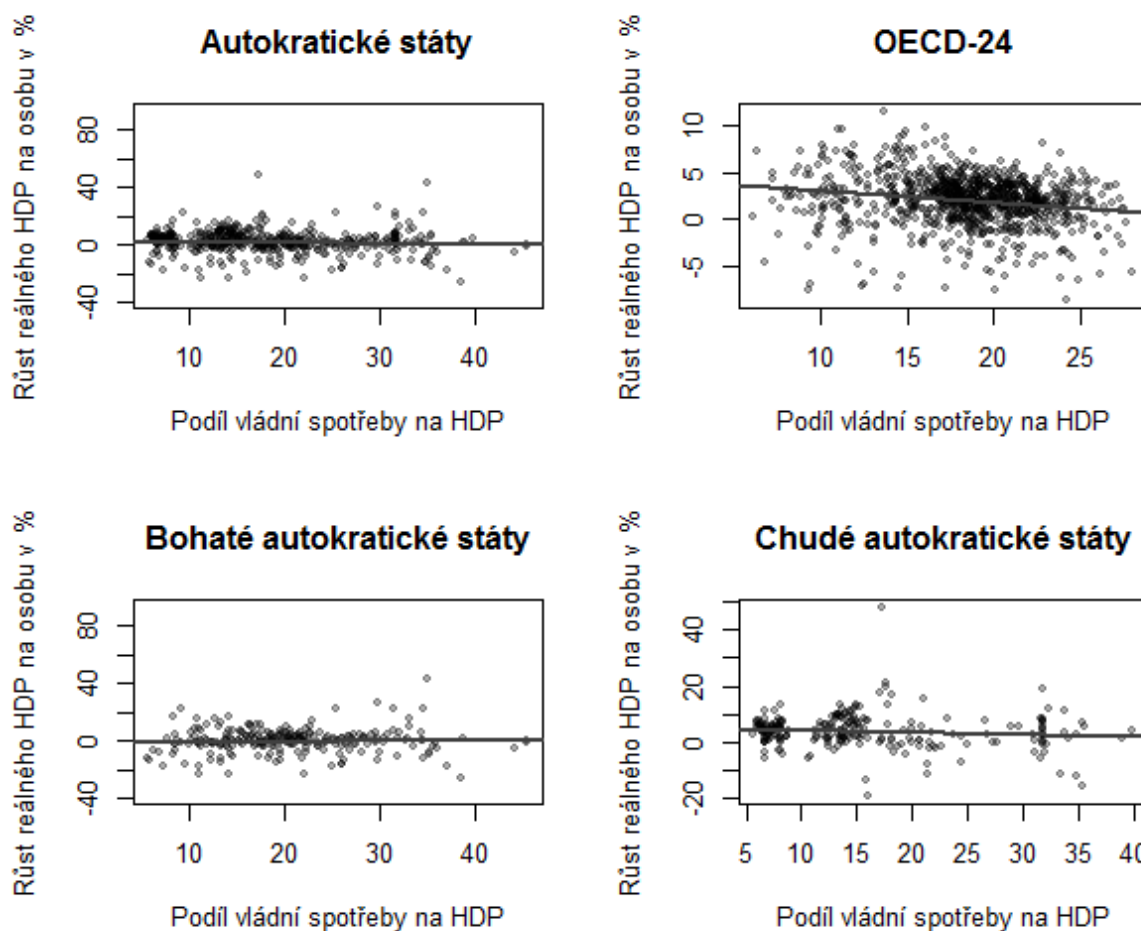 Autokratické státy
Růst reálného HDP na osobu v %
80
40
0
-40
10 20 30 40
Podíl vládní spotřeby na HDP
OECD-24
Růst reálného HDP na osobu v %
10
5
0
-5
10 15 20 25
Podíl vládní spotřeby na HDP
Bohaté autokratické státy
Růst reálného HDP na osobu v %
80
40
0
-40
10 20 30 40
Podíl vládní spotřeby na HDP
Chudé autokratické státy
Růst reálného HDP na osobu v %
40
20
0
-20
5 10 15 20 25 30 35 40
Podíl vládní spotřeby na HDP